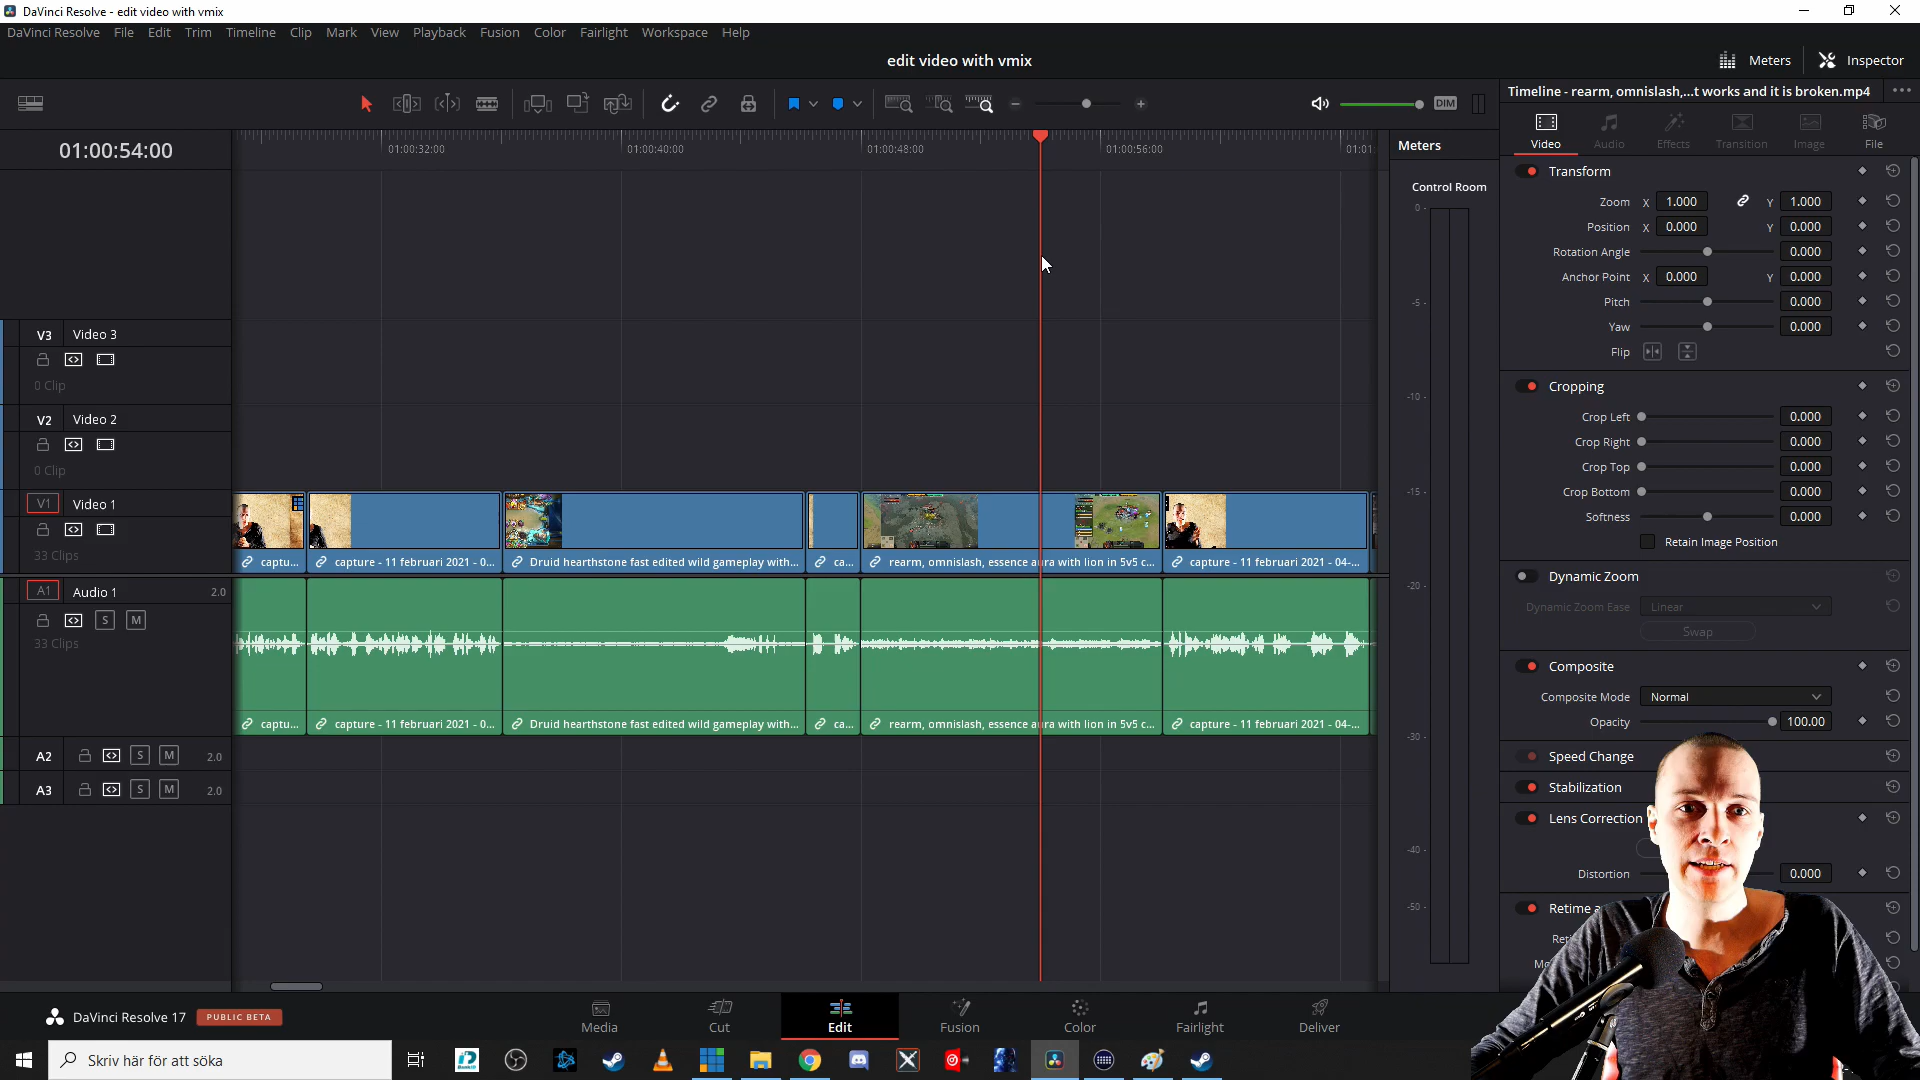 DaVinci Resolve - edit video with vmix
DaVinci Resolve File Edit Trim Timeline Clip Mark View Playback Fusion Color Fairlight Workspace Help
edit video with vmix
Meters Inspector
DIM
Timeline - rearm, omnislash,...t works and it is broken.mp4
Video Audio Effects Transition Image File
01:00:54:00
01:00:32:00 01:00:40:00 01:00:48:00 01:00:56:00 01:01:
Meters
Control Room
0 -
-5 -
-10 -
-15 -
-20 -
-30 -
-40 -
-50 -
V3 Video 3
0 Clip
V2 Video 2
0 Clip
V1 Video 1
33 Clips
captu... capture - 11 februari 2021 - 0... Druid hearthstone fast edited wild gameplay with... ca... rearm, omnislash, essence aura with lion in 5v5 c... capture - 11 februari 2021 - 04-...
A1 Audio 1 2.0
S M
33 Clips
captu... capture - 11 februari 2021 - 0... Druid hearthstone fast edited wild gameplay with... ca... rearm, omnislash, essence aura with lion in 5v5 c... capture - 11 februari 2021 - 04-...
A2 S M 2.0
A3 S M 2.0
Transform
Zoom X 1.000 Y 1.000
Position X 0.000 Y 0.000
Rotation Angle 0.000
Anchor Point X 0.000 Y 0.000
Pitch 0.000
Yaw 0.000
Flip
Cropping
Crop Left 0.000
Crop Right 0.000
Crop Top 0.000
Crop Bottom 0.000
Softness 0.000
Retain Image Position
Dynamic Zoom
Dynamic Zoom Ease Linear
Swap
Composite
Composite Mode Normal
Opacity 100.00
Speed Change
Stabilization
Lens Correction
Distortion 0.000
Retime a
Reti
Mo
DaVinci Resolve 17 PUBLIC BETA
Media Cut Edit Fusion Color Fairlight Deliver
Skriv här för att söka